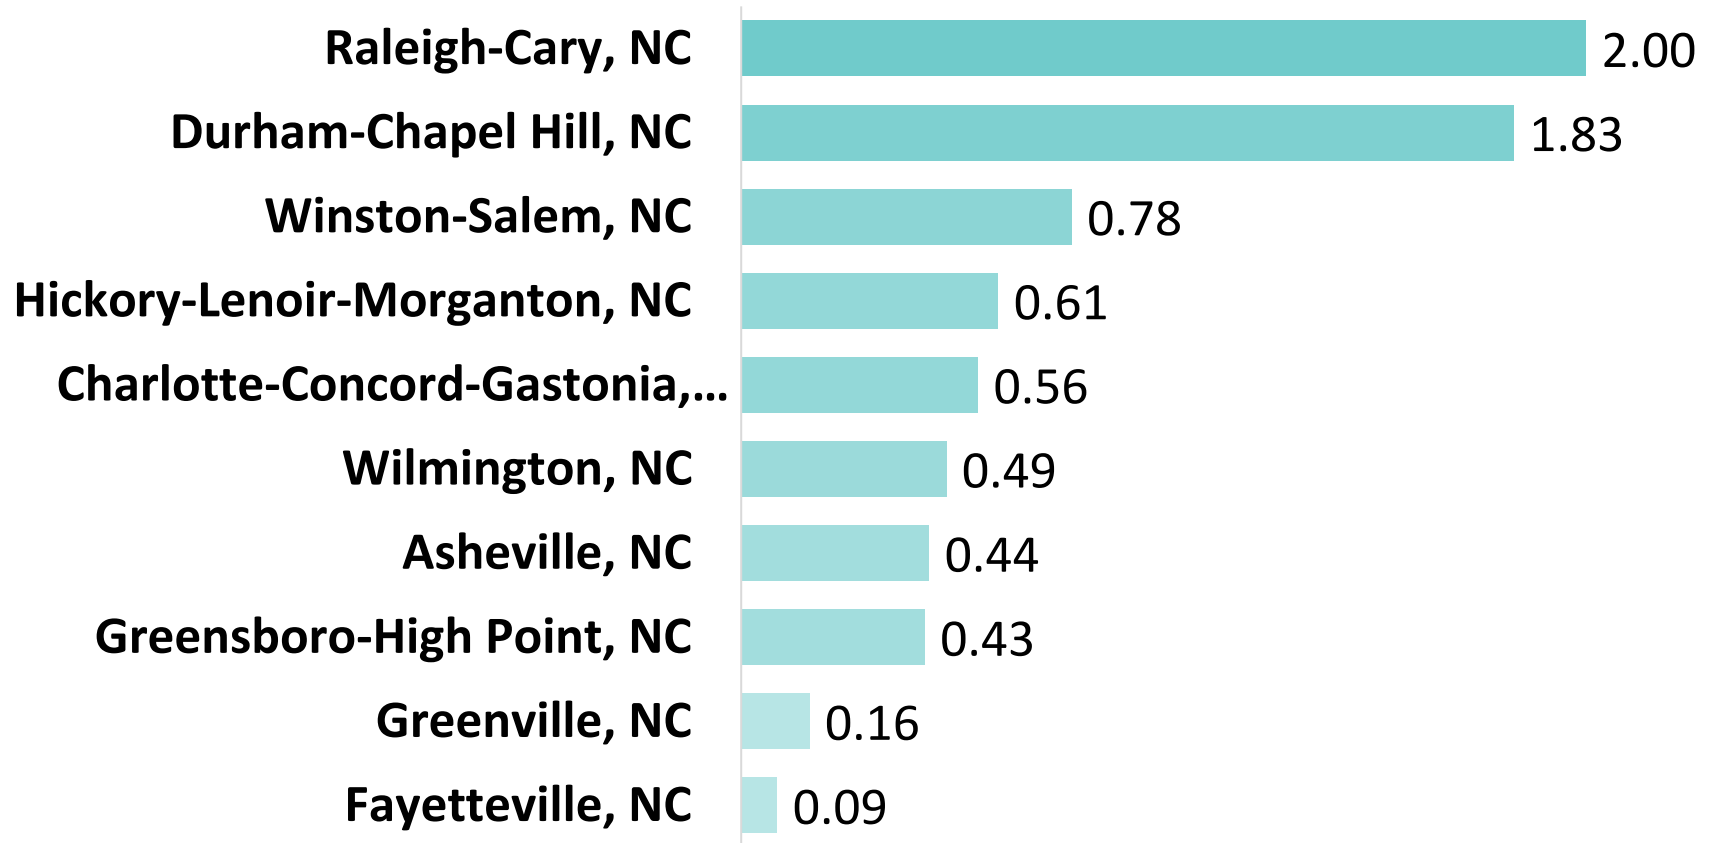 Raleigh-Cary, NC 2.00
Durham-Chapel Hill, NC 1.83
Winston-Salem, NC 0.78
Hickory-Lenoir-Morganton, NC 0.61
Charlotte-Concord-Gastonia,... 0.56
Wilmington, NC 0.49
Asheville, NC 0.44
Greensboro-High Point, NC 0.43
Greenville, NC 0.16
Fayetteville, NC 0.09